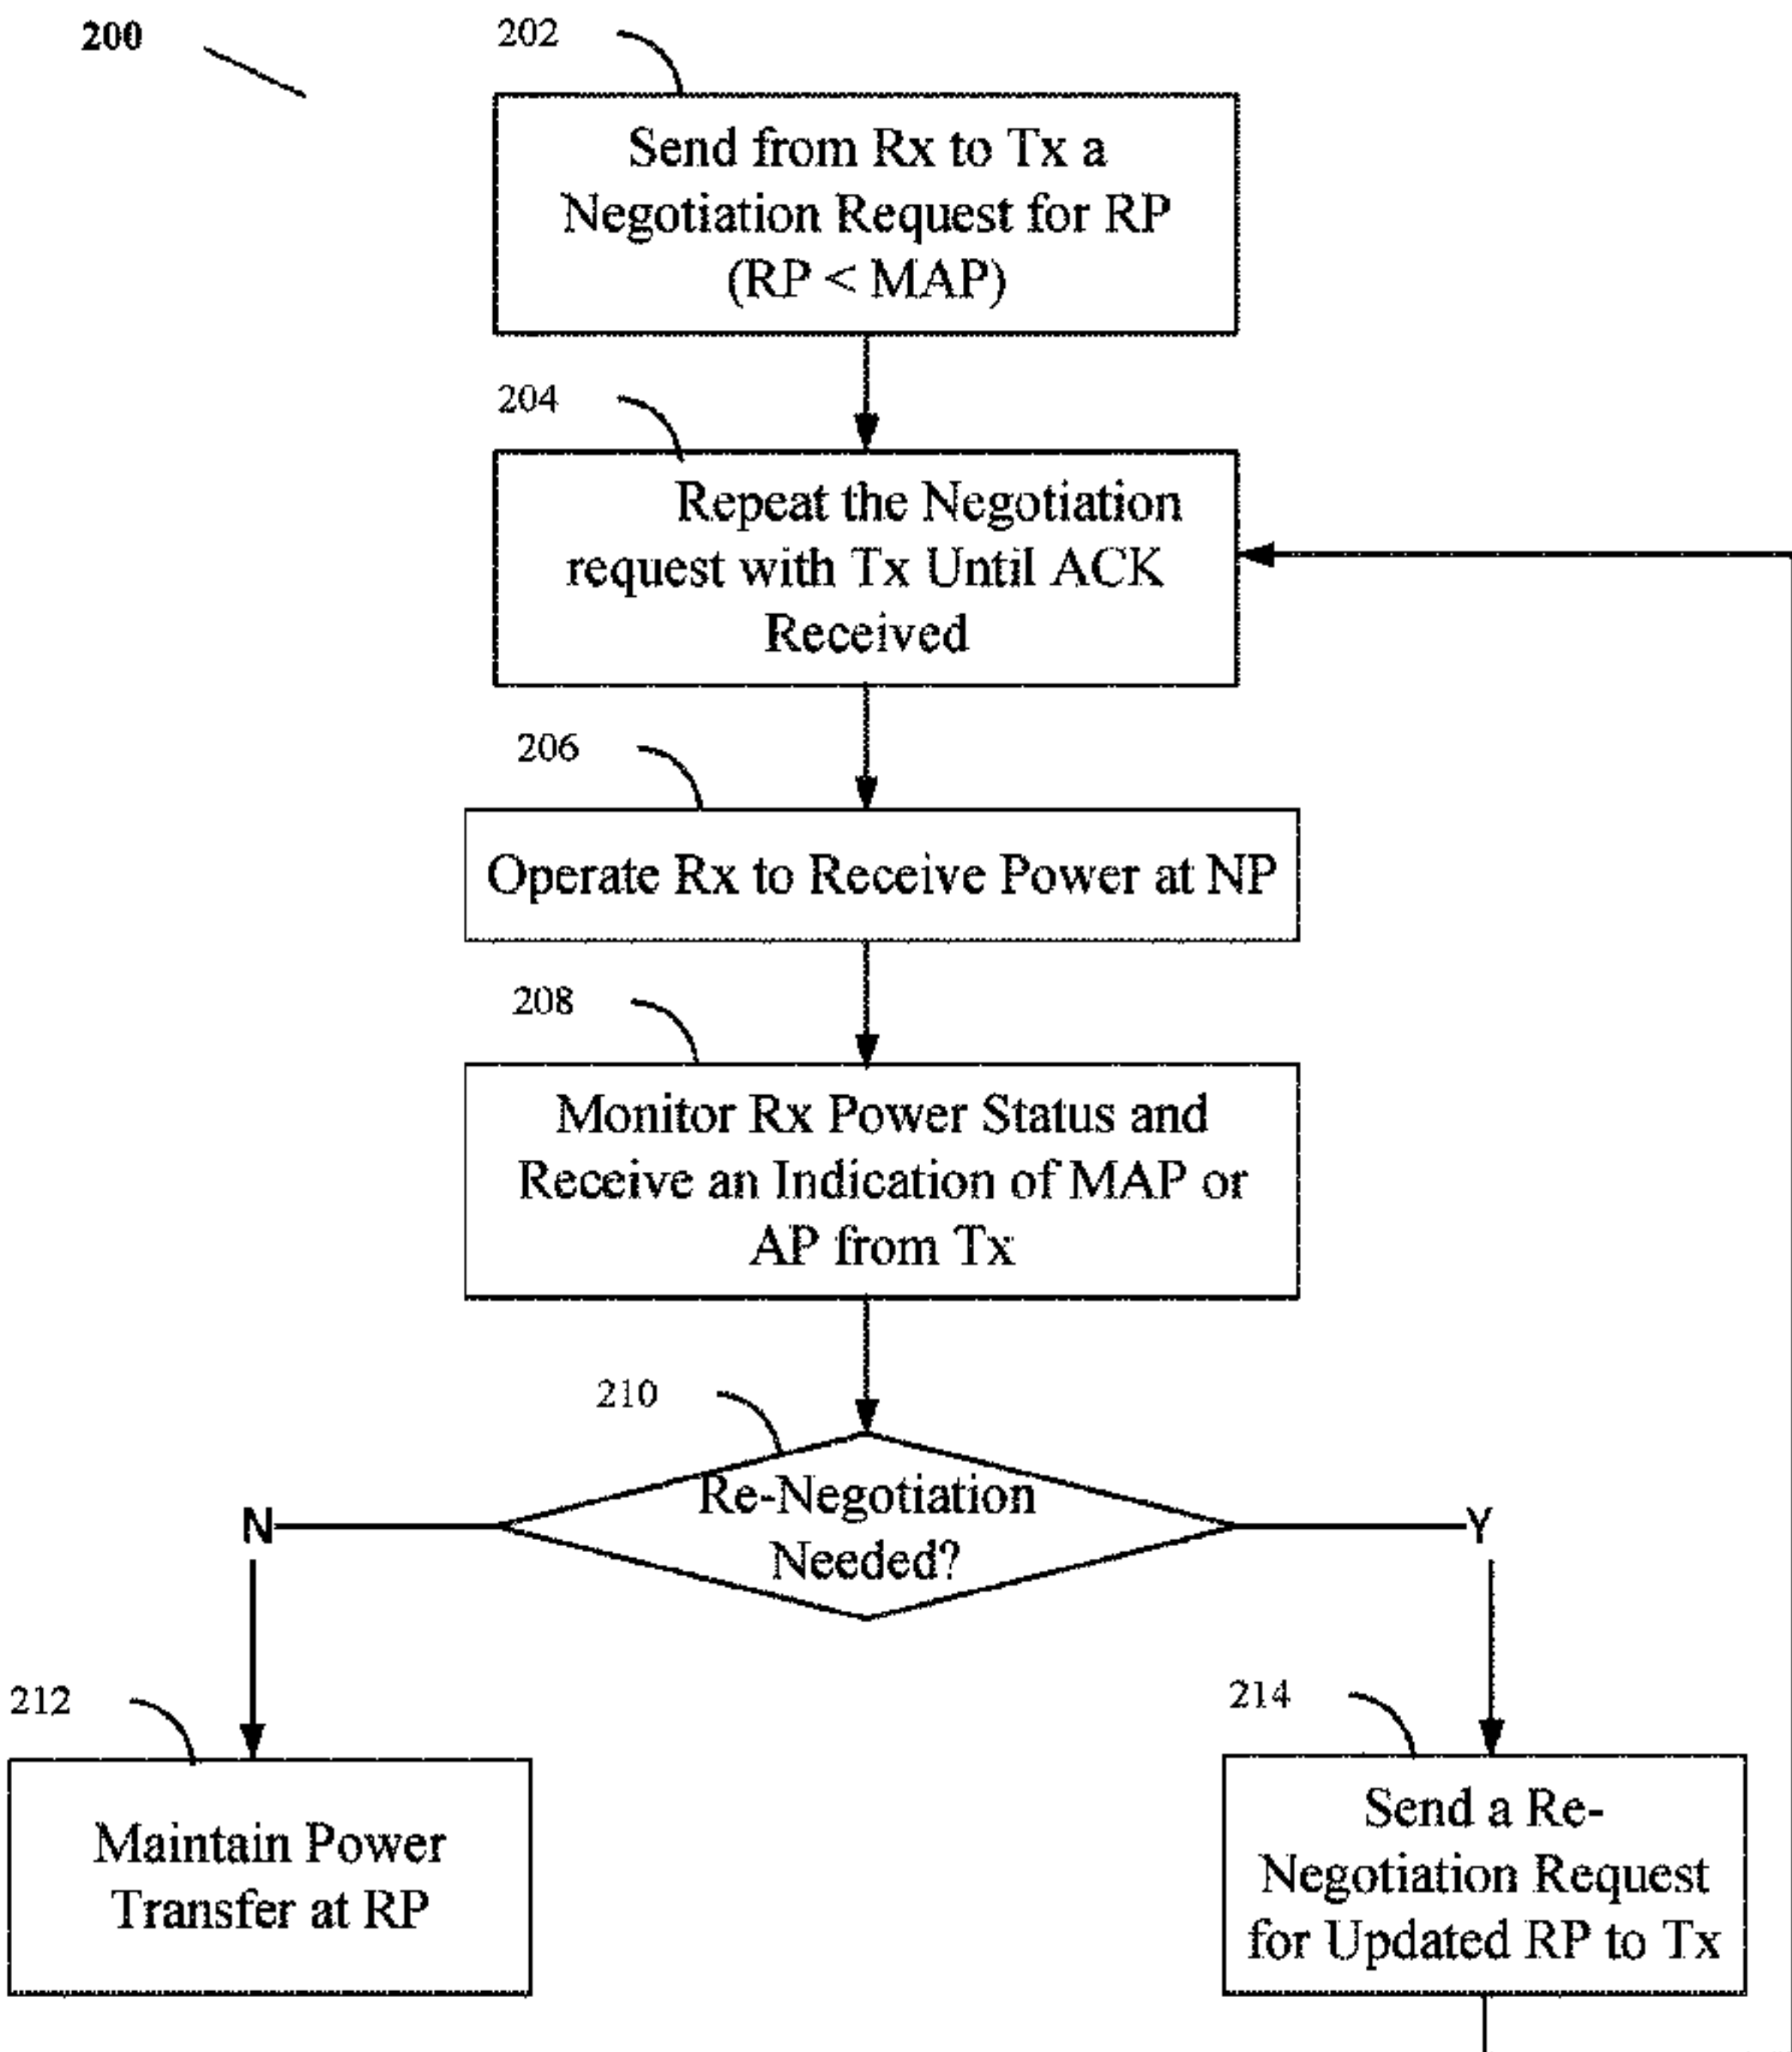 200
202
Send from Rx to Tx a
Negotiation Request for RP
(RP < MAP)
204
Repeat the Negotiation
request with Tx Until ACK
Received
206
Operate Rx to Receive Power at NP
208
Monitor Rx Power Status and
Receive an Indication of MAP or
AP from Tx
210
Re-Negotiation
Needed?
N
Y
212
Maintain Power
Transfer at RP
214
Send a Re-
Negotiation Request
for Updated RP to Tx